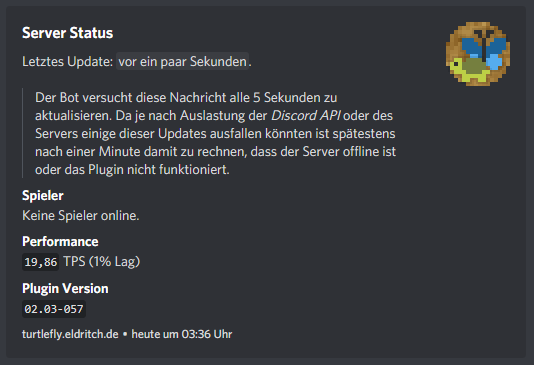 Server Status
Letztes Update: vor ein paar Sekunden.
Der Bot versucht diese Nachricht alle 5 Sekunden zu
aktualisieren. Da je nach Auslastung der Discord API oder des
Servers einige dieser Updates ausfallen könnten ist spätestens
nach einer Minute damit zu rechnen, dass der Server offline ist
oder das Plugin nicht funktioniert.
Spieler
Keine Spieler online.
Performance
19,86 TPS (1% Lag)
Plugin Version
02.03-057
turtlefly.eldritch.de • heute um 03:36 Uhr